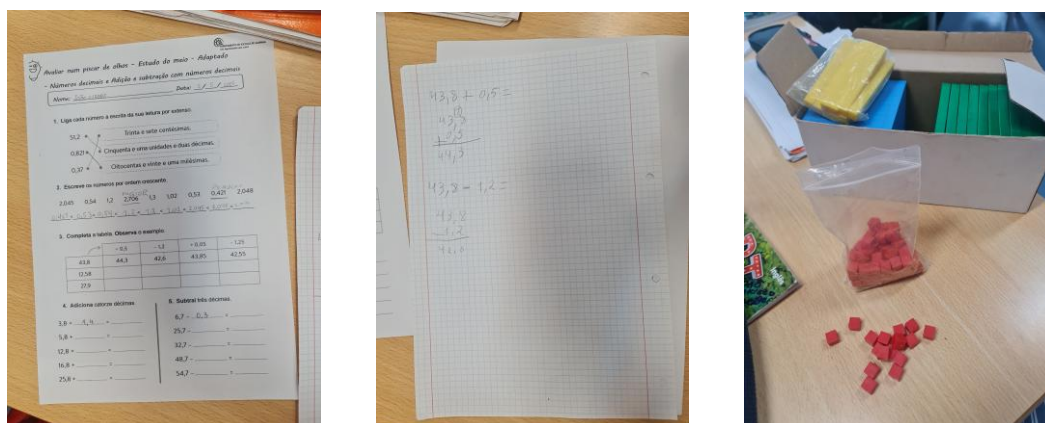 Avaliar num piscar de olhos – Estudo do meio - Adaptado
- Números decimais e Adição e subtração com números decimais
Nome: Data:
1. Liga cada número à escrita da sua leitura por extenso.
51,2 • • Trinta e sete centésimas.
0,821 • • Cinquenta e uma unidades e duas décimas.
0,37 • • Oitocentas e vinte e uma milésimas.
2. Escreve os números por ordem crescente.
2,045 0,54 1,2 2,706 1,3 1,02 0,53 0,421 2,048
3. Completa a tabela. Observa o exemplo.
+ 0,5 - 1,2 + 0,05 - 1,25
43,8 44,3 42,6 43,85 42,55
12,58
27,9
4. Adiciona catorze décimas
3,8 + 1,4 =
5,8 + =
12,8 + =
16,8 + =
25,8 + =
5. Subtrai três décimas.
6,7 - 0,3 =
25,7 - =
32,7 - =
48,7 - =
54,7 - =
43,8 + 0,5 =
43,8
0,5
+
44,3
43,8 - 1,2 =
43,8
- 1,2
42,6